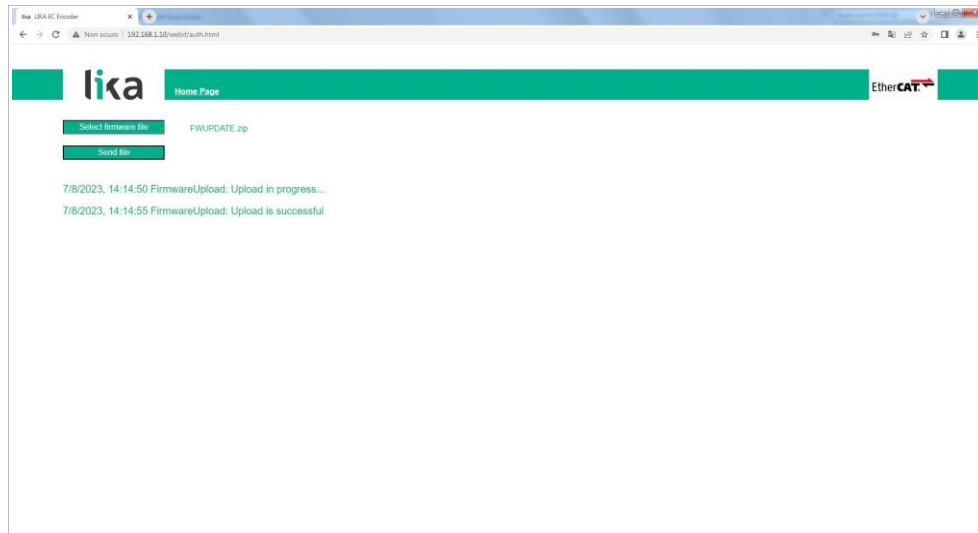 lika LIKA EC Encoder
Non sicuro | 192.168.1.10/webif/auth.html
lika
Home Page
EtherCAT.
Select firmware file
FWUPDATE.zip
Send file
7/8/2023, 14:14:50 FirmwareUpload: Upload in progress...
7/8/2023, 14:14:55 FirmwareUpload: Upload is successful